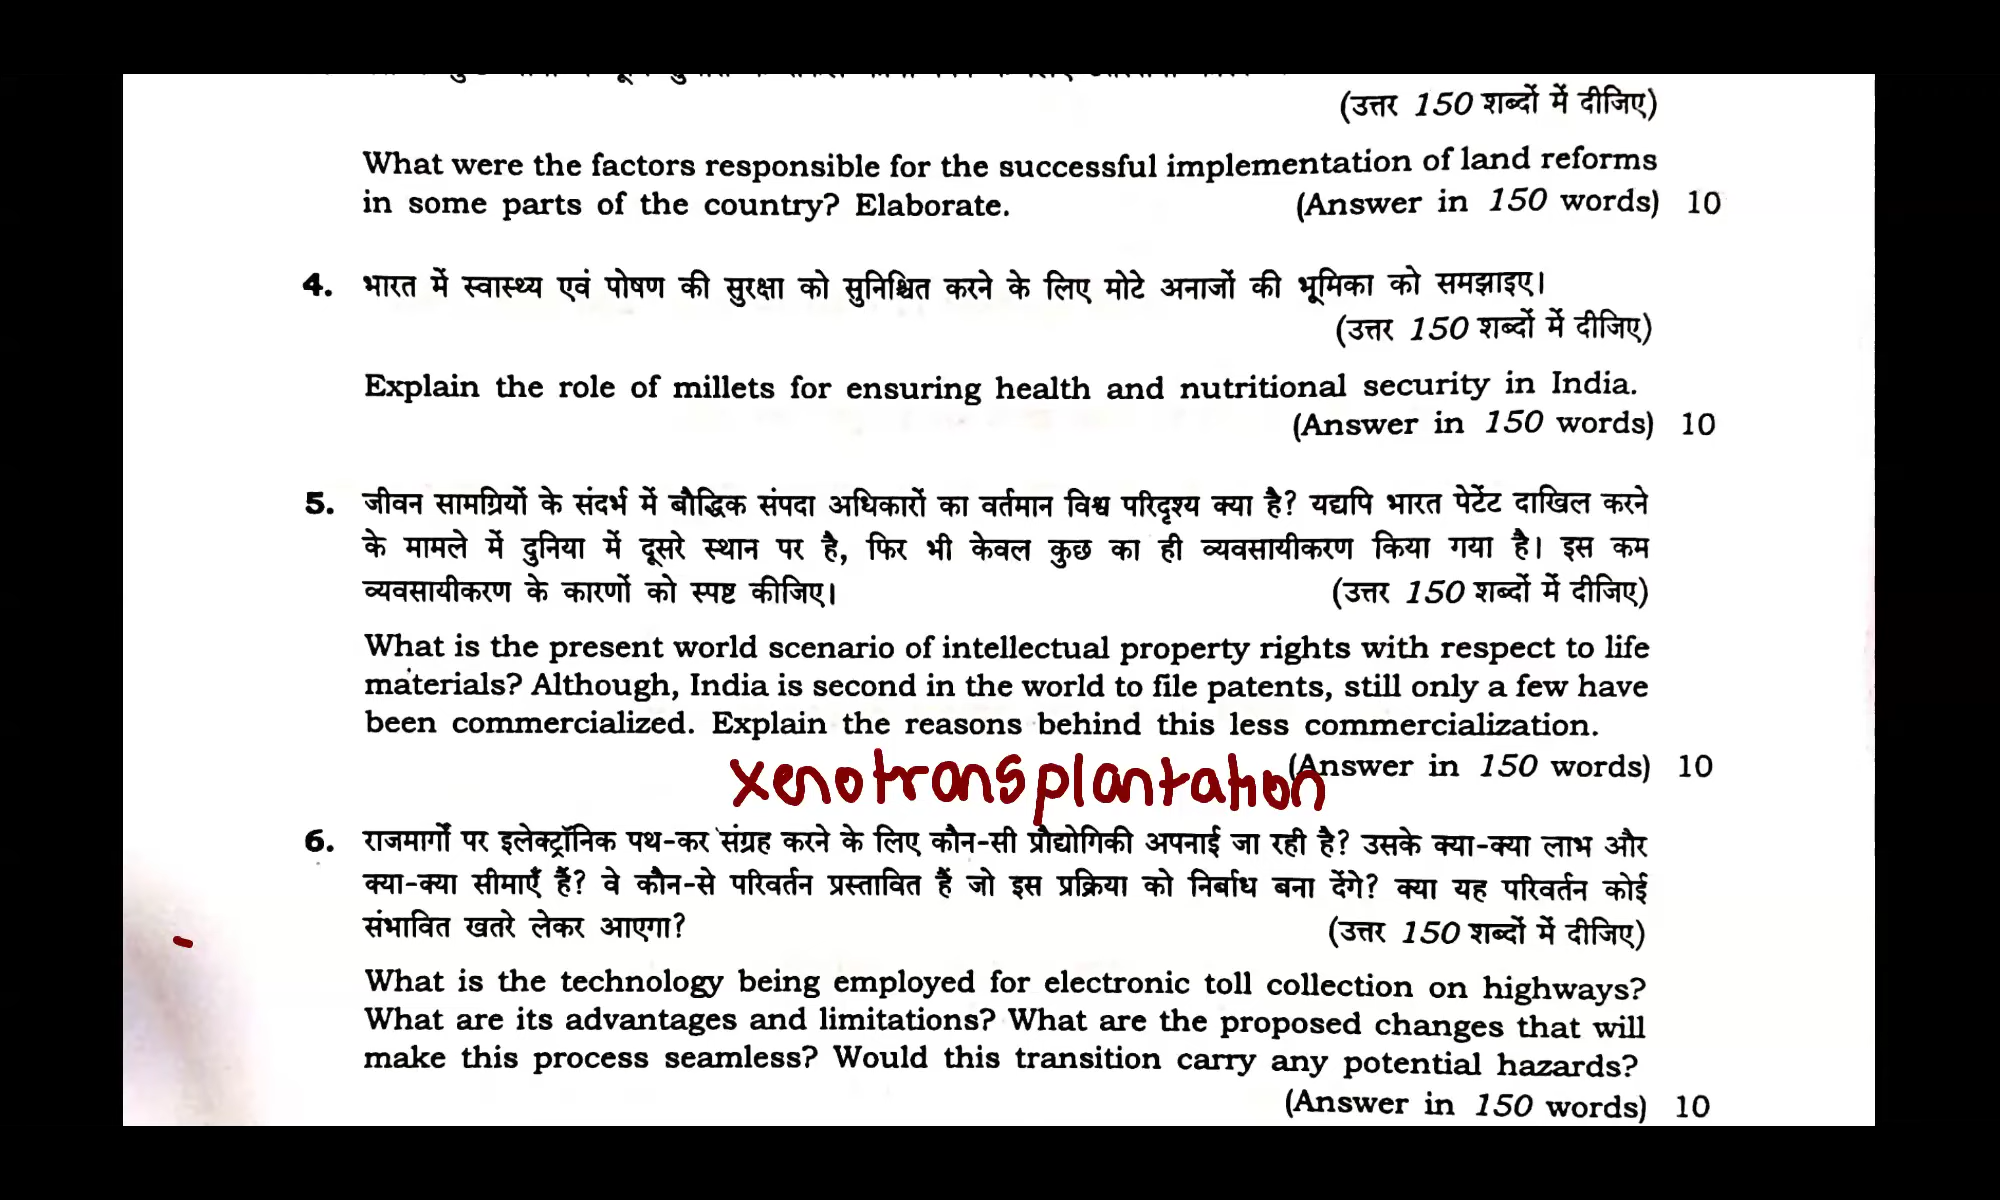 (उत्तर 150 शब्दों में दीजिए)
What were the factors responsible for the successful implementation of land reforms
in some parts of the country? Elaborate. (Answer in 150 words) 10
4. भारत में स्वास्थ्य एवं पोषण की सुरक्षा को सुनिश्चित करने के लिए मोटे अनाजों की भूमिका को समझाइए।
(उत्तर 150 शब्दों में दीजिए)
Explain the role of millets for ensuring health and nutritional security in India.
(Answer in 150 words) 10
5. जीवन सामग्रियों के संदर्भ में बौद्धिक संपदा अधिकारों का वर्तमान विश्व परिदृश्य क्या है? यद्यपि भारत पेटेंट दाखिल करने
के मामले में दुनिया में दूसरे स्थान पर है, फिर भी केवल कुछ का ही व्यवसायीकरण किया गया है। इस कम
व्यवसायीकरण के कारणों को स्पष्ट कीजिए। (उत्तर 150 शब्दों में दीजिए)
What is the present world scenario of intellectual property rights with respect to life
materials? Although, India is second in the world to file patents, still only a few have
been commercialized. Explain the reasons behind this less commercialization.
(Answer in 150 words) 10
xenotransplantation
6. राजमार्गों पर इलेक्ट्रॉनिक पथ-कर संग्रह करने के लिए कौन-सी प्रौद्योगिकी अपनाई जा रही है? उसके क्या-क्या लाभ और
क्या-क्या सीमाएँ हैं? वे कौन-से परिवर्तन प्रस्तावित हैं जो इस प्रक्रिया को निर्बाध बना देंगे? क्या यह परिवर्तन कोई
संभावित खतरे लेकर आएगा? (उत्तर 150 शब्दों में दीजिए)
What is the technology being employed for electronic toll collection on highways?
What are its advantages and limitations? What are the proposed changes that will
make this process seamless? Would this transition carry any potential hazards?
(Answer in 150 words) 10